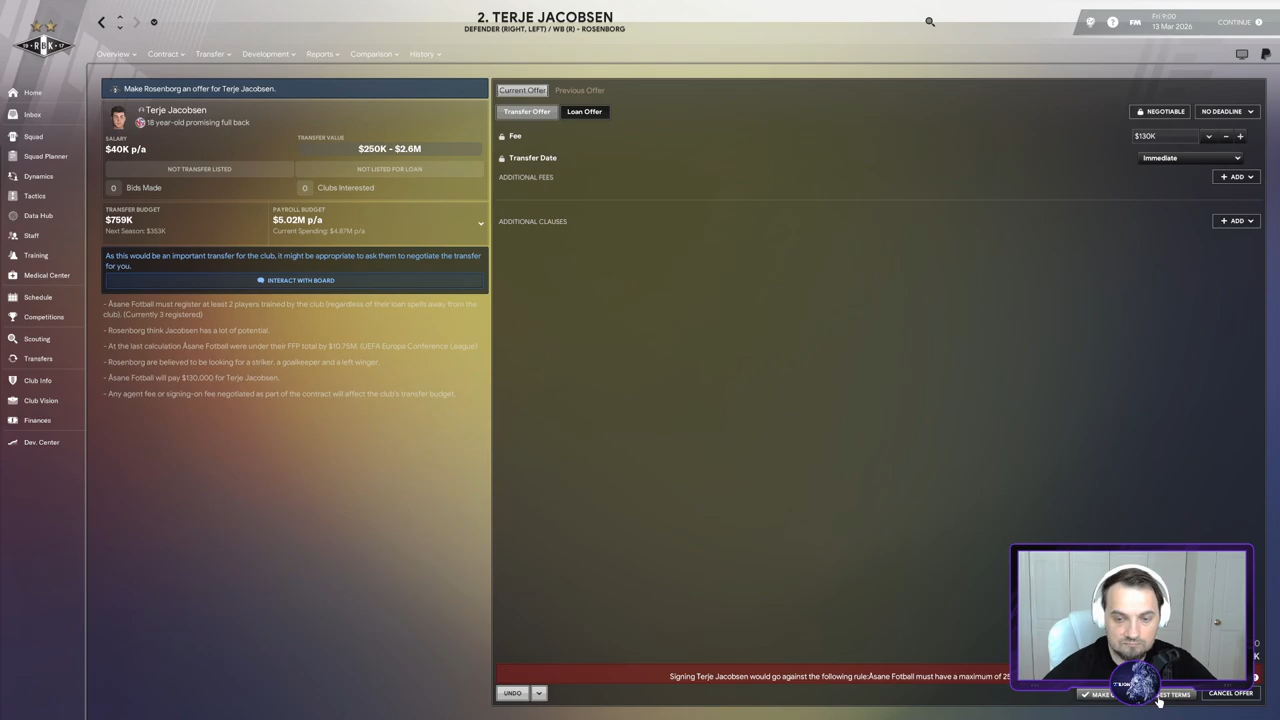 2. TERJE JACOBSEN
DEFENDER (RIGHT, LEFT) / WB (R) - ROSENBORG
Fri 9:00
13 Mar 2026
FM
CONTINUE
19 RBK 17
Overview
Contract
Transfer
Development
Reports
Comparison
History
Home
Inbox
Squad
Squad Planner
Dynamics
Tactics
Data Hub
Staff
Training
Medical Center
Schedule
Competitions
Scouting
Transfers
Club Info
Club Vision
Finances
Dev. Center
Make Rosenborg an offer for Terje Jacobsen.
Terje Jacobsen
18 year-old promising full back
SALARY
$40K p/a
TRANSFER VALUE
$250K - $2.6M
NOT TRANSFER LISTED
NOT LISTED FOR LOAN
0 Bids Made
0 Clubs Interested
TRANSFER BUDGET
$759K
Next Season: $353K
PAYROLL BUDGET
$5.02M p/a
Current Spending: $4.87M p/a
As this would be an important transfer for the club, it might be appropriate to ask them to negotiate the transfer
for you.
INTERACT WITH BOARD
- Åsane Fotball must register at least 2 players trained by the club (regardless of their loan spells away from the
club). (Currently 3 registered)
- Rosenborg think Jacobsen has a lot of potential.
- At the last calculation Åsane Fotball were under their FFP total by $10.75M. (UEFA Europa Conference League)
- Rosenborg are believed to be looking for a striker, a goalkeeper and a left winger.
- Åsane Fotball will pay $130,000 for Terje Jacobsen.
- Any agent fee or signing-on fee negotiated as part of the contract will affect the club's transfer budget.
Current Offer
Previous Offer
Transfer Offer
Loan Offer
NEGOTIABLE
NO DEADLINE
Fee
$130K
Transfer Date
Immediate
ADDITIONAL FEES
ADD
ADDITIONAL CLAUSES
ADD
Signing Terje Jacobsen would go against the following rule:Åsane Fotball must have a maximum of 25
UNDO
MAKE
TERMS
CANCEL OFFER